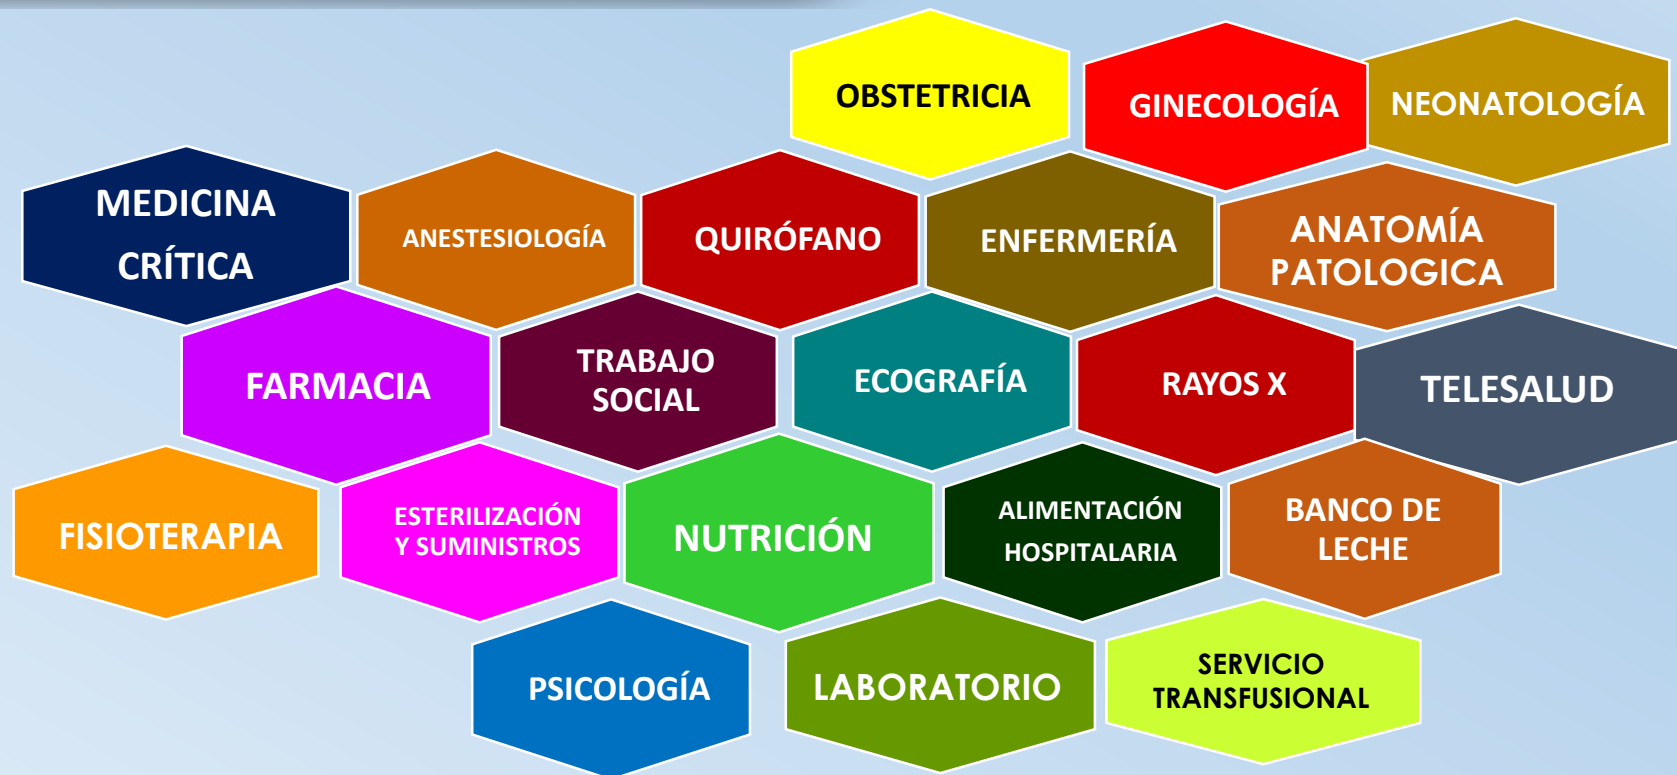 OBSTETRICIA
GINECOLOGÍA
NEONATOLOGÍA
MEDICINA
CRÍTICA
ANESTESIOLOGÍA
QUIRÓFANO
ENFERMERÍA
ANATOMÍA
PATOLOGICA
FARMACIA
TRABAJO
SOCIAL
ECOGRAFÍA
RAYOS X
TELESALUD
FISIOTERAPIA
ESTERILIZACIÓN
Y SUMINISTROS
NUTRICIÓN
ALIMENTACIÓN
HOSPITALARIA
BANCO DE
LECHE
PSICOLOGÍA
LABORATORIO
SERVICIO
TRANSFUSIONAL